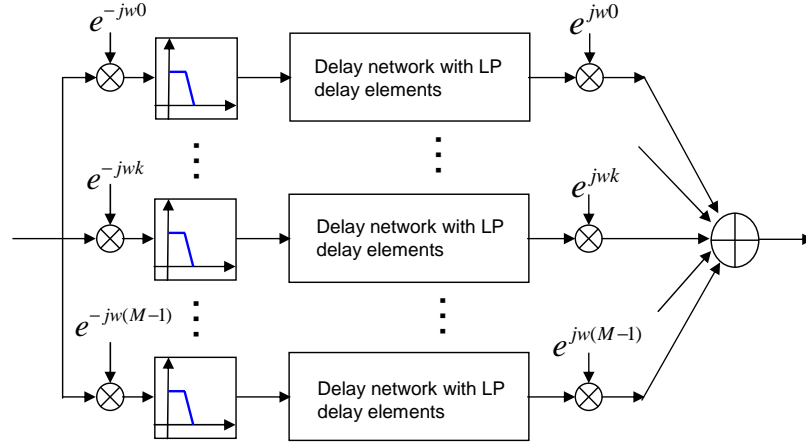 e^{-jw0}
e^{jw0}
Delay network with LP
delay elements
e^{-jwk}
e^{jwk}
Delay network with LP
delay elements
e^{-jw(M-1)}
e^{jw(M-1)}
Delay network with LP
delay elements